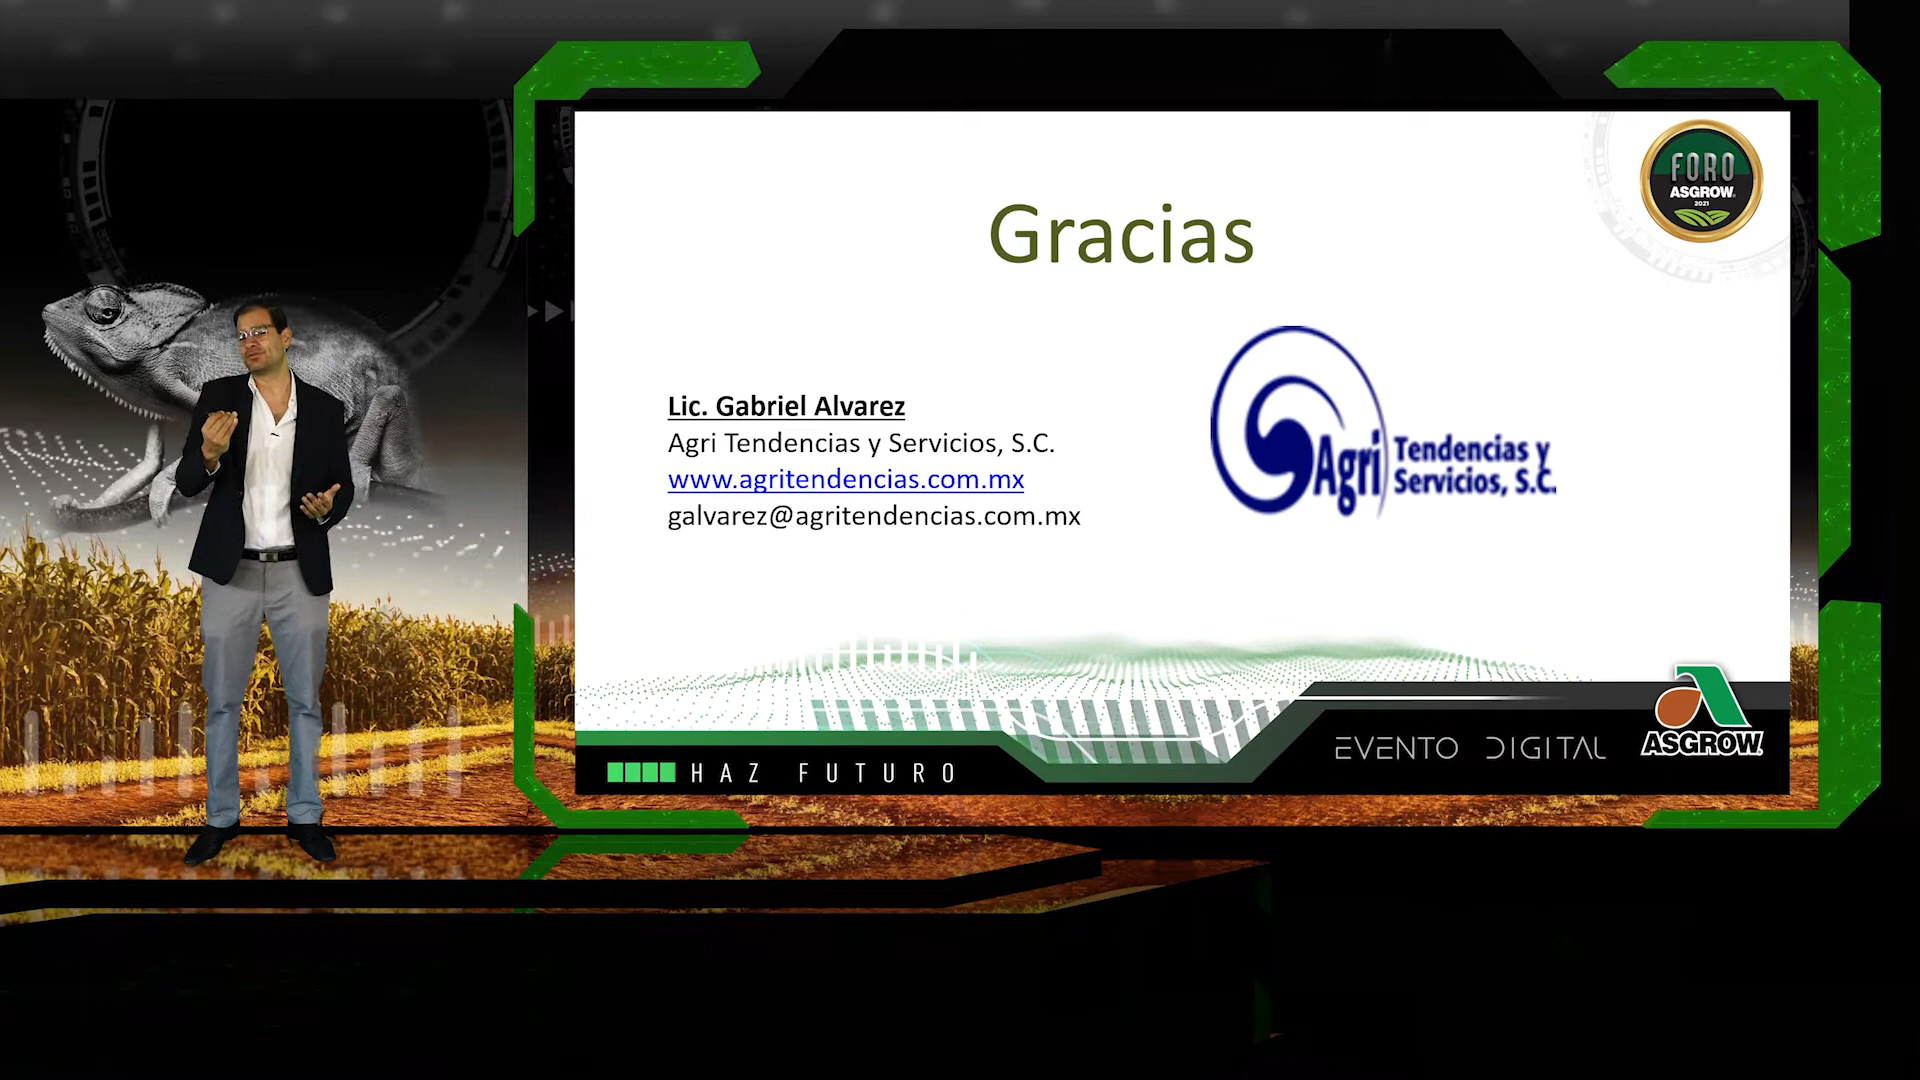 FORO
ASGROW
2021
Gracias
Lic. Gabriel Alvarez
Agri Tendencias y Servicios, S.C.
www.agritendencias.com.mx
galvarez@agritendencias.com.mx
Agri Tendencias y
Servicios, S.C.
HAZ FUTURO
EVENTO DIGITAL
ASGROW